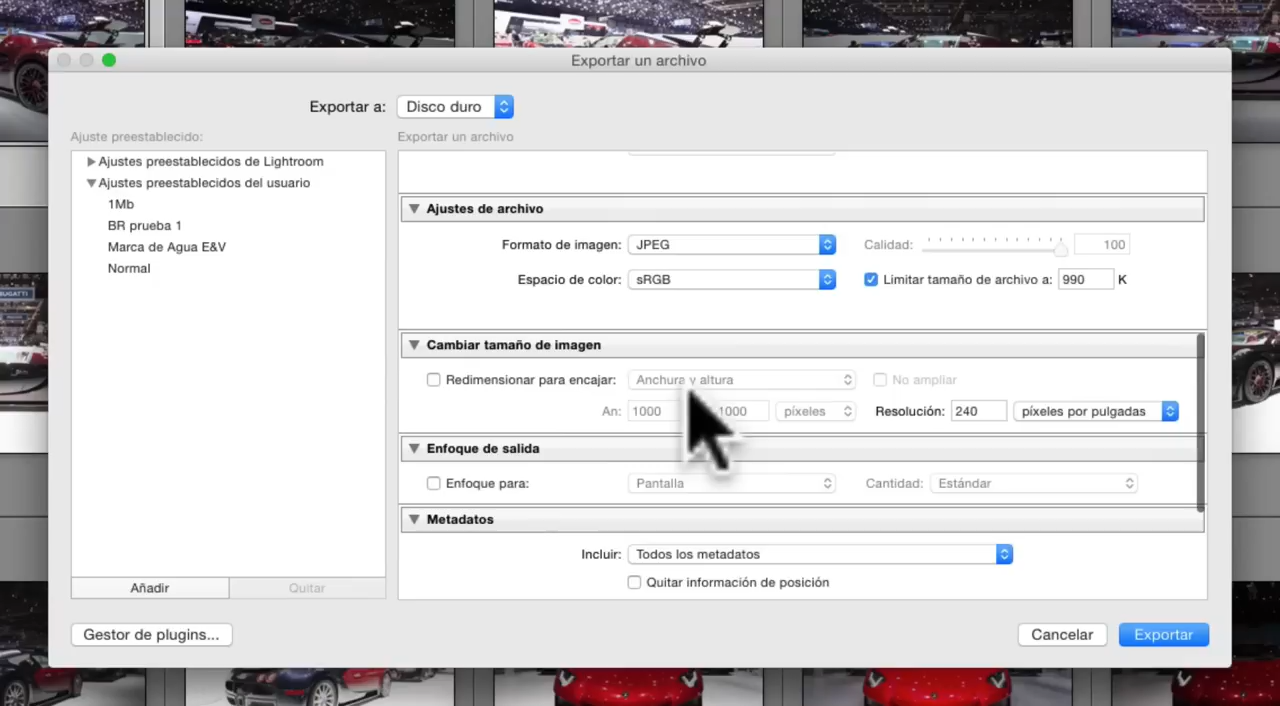 Exportar un archivo
Exportar a: Disco duro
Ajuste preestablecido:
Exportar un archivo
Ajustes preestablecidos de Lightroom
Ajustes preestablecidos del usuario
1Mb
BR prueba 1
Marca de Agua E&V
Normal
Añadir
Quitar
Ajustes de archivo
Formato de imagen: JPEG Calidad: 100
Espacio de color: sRGB Limitar tamaño de archivo a: 990 K
Cambiar tamaño de imagen
Redimensionar para encajar: Anchura y altura No ampliar
An: 1000 1000 píxeles Resolución: 240 píxeles por pulgadas
Enfoque de salida
Enfoque para: Pantalla Cantidad: Estándar
Metadatos
Incluir: Todos los metadatos
Quitar información de posición
Gestor de plugins... Cancelar Exportar
BUGATTI